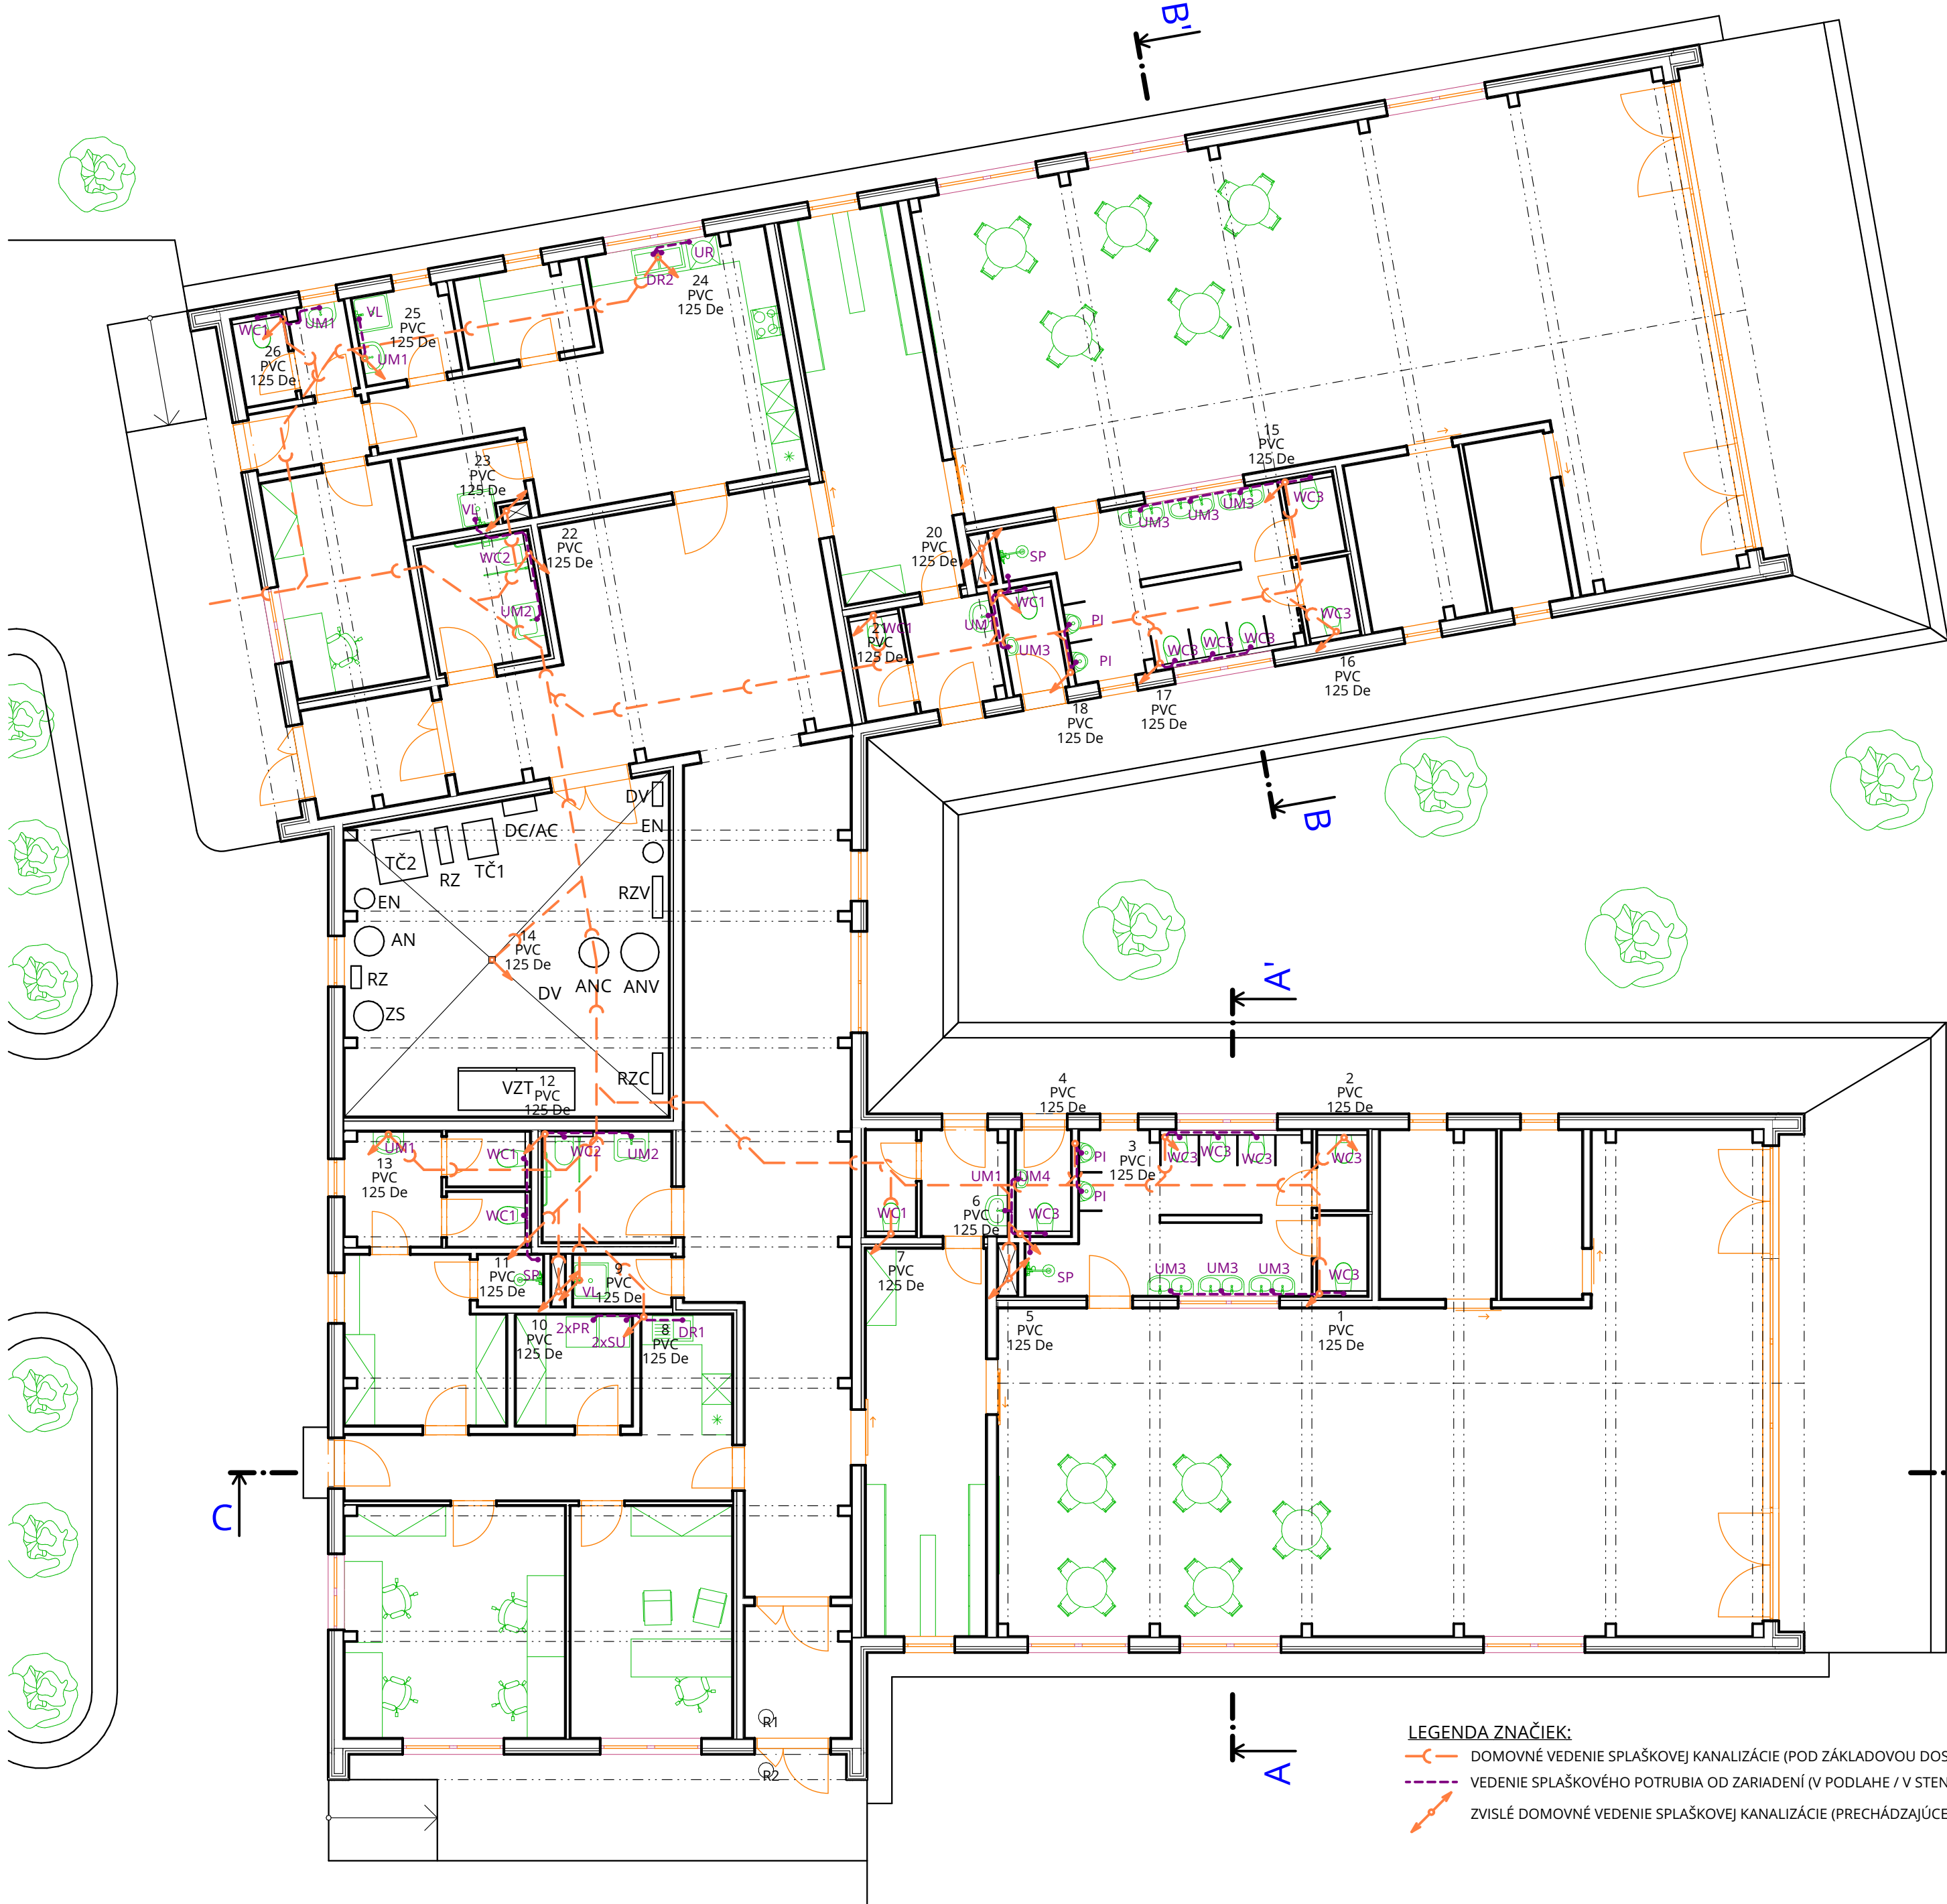 B'
UR
DR2
24
PVC
125 De
VL
25
PVC
125 De
WC1
UM1
UM1
26
PVC
125 De
15
PVC
125 De
23
PVC
125 De
VL
UM3
UM3
UM3
WC3
22
PVC
125 De
WC2
UM2
20
PVC
125 De
SP
WC1
UM1
WC1
21
PVC
125 De
UM3
PI
PI
WC3
WC3
WC3
WC3
16
PVC
125 De
17
PVC
125 De
18
PVC
125 De
B
DV
EN
DC/AC
TČ2
RZ
TČ1
EN
RZV
AN
14
PVC
125 De
RZ
DV
ANC
ANV
ZS
A'
VZT
RZC
12
PVC
125 De
4
PVC
125 De
2
PVC
125 De
UM1
13
PVC
125 De
WC1
WC2
UM2
WC1
PI
3
PVC
125 De
WC3
WC3
WC3
WC3
UM1
UM4
PI
WC1
6
PVC
125 De
WC3
7
PVC
125 De
11
PVC
125 De
SP
VL
9
PVC
125 De
SP
UM3
UM3
UM3
WC3
10
PVC
125 De
2xPR
2xSU
8
PVC
125 De
DR1
5
PVC
125 De
1
PVC
125 De
C
R1
R2
A
LEGENDA ZNAČIEK:
DOMOVNÉ VEDENIE SPLAŠKOVEJ KANALIZÁCIE (POD ZÁKLADOVOU DOS
VEDENIE SPLAŠKOVÉHO POTRUBIA OD ZARIADENÍ (V PODLAHE / V STEN
ZVISLÉ DOMOVNÉ VEDENIE SPLAŠKOVEJ KANALIZÁCIE (PRECHÁDZAJÚCE